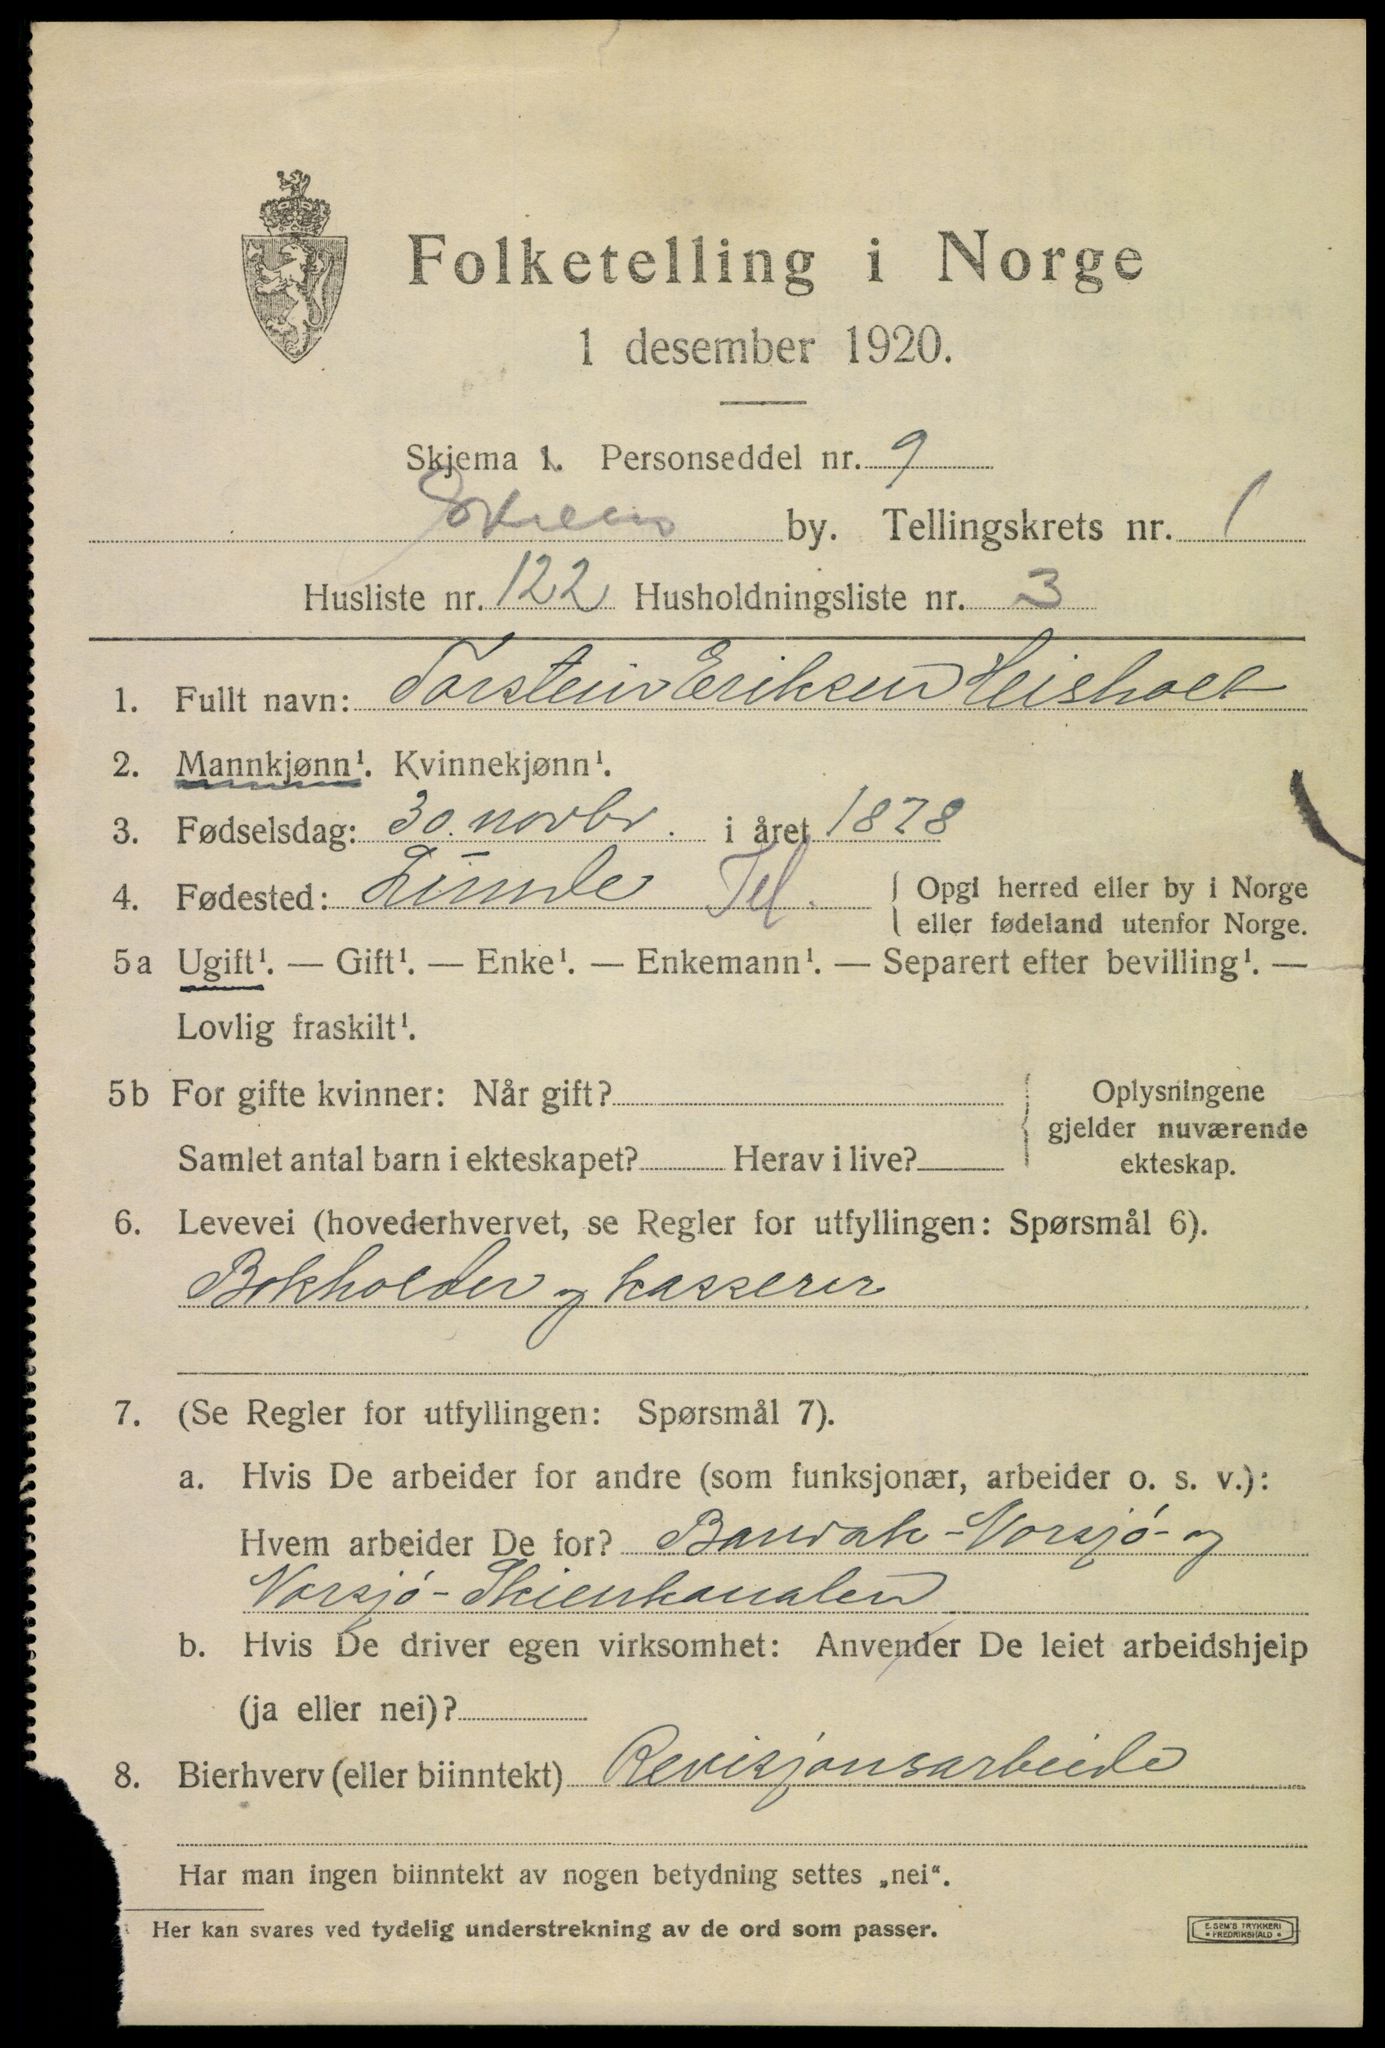 Folketelling i Norge
1 desember 1920.
Skjema 1. Personseddel nr. 9
Skiens by. Tellingskrets nr. 1
Husliste nr. 122 Husholdningsliste nr. 3
1. Fullt navn: Torstein Eriksen Heisholt
2. Mannkjønn¹. Kvinnekjønn¹.
3. Fødselsdag: 30. novbr. i året 1878
4. Fødested: Lunde Tel. { Opgi herred eller by i Norge
eller fødeland utenfor Norge.
5a Ugift¹. — Gift¹. — Enke¹. — Enkemann¹. — Separert efter bevilling¹. —
Lovlig fraskilt¹.
5b For gifte kvinner: Når gift?
Samlet antal barn i ekteskapet? Herav i live?
Oplysningene
gjelder nuværende
ekteskap.
6. Levevei (hovederhvervet, se Regler for utfyllingen: Spørsmål 6).
Bokholder og kasserer
7. (Se Regler for utfyllingen: Spørsmål 7).
a. Hvis De arbeider for andre (som funksjonær, arbeider o. s. v.):
Hvem arbeider De for? Bandak-Norsjø- og
Norsjø-Skienkanalen
b. Hvis De driver egen virksomhet: Anvender De leiet arbeidshjelp
(ja eller nei)?
8. Bierhverv (eller biinntekt) Revisjonsarbeide
Har man ingen biinntekt av nogen betydning settes „nei“.
¹ Her kan svares ved tydelig understrekning av de ord som passer.
E. SEM'S TRYKKERI
* FREDRIKSHALD *